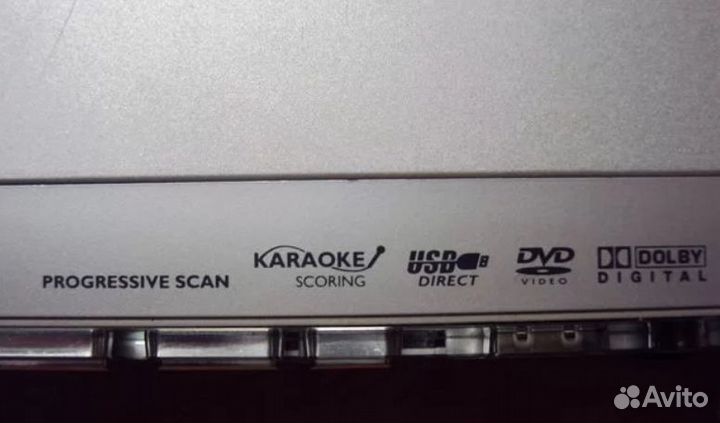 PROGRESSIVE SCAN
KARAOKE
SCORING
USB
DIRECT
DVD
VIDEO
DOLBY
DIGITAL
Avito